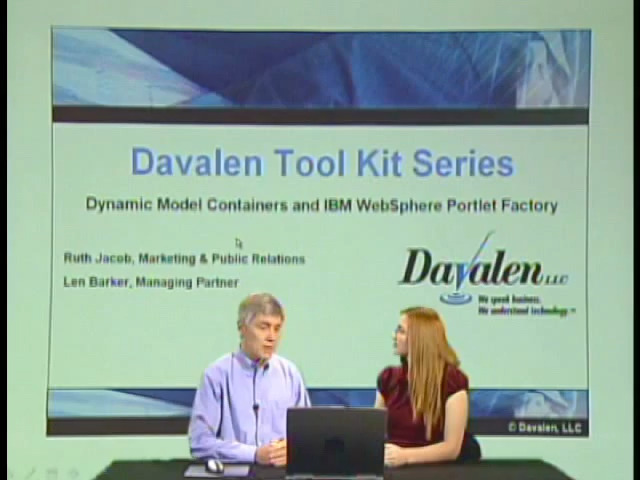 Davalen Tool Kit Series
Dynamic Model Containers and IBM WebSphere Portlet Factory
Ruth Jacob, Marketing & Public Relations
Len Barker, Managing Partner
Davalen LLC
We speak business.
We understand technology.™
© Davalen, LLC